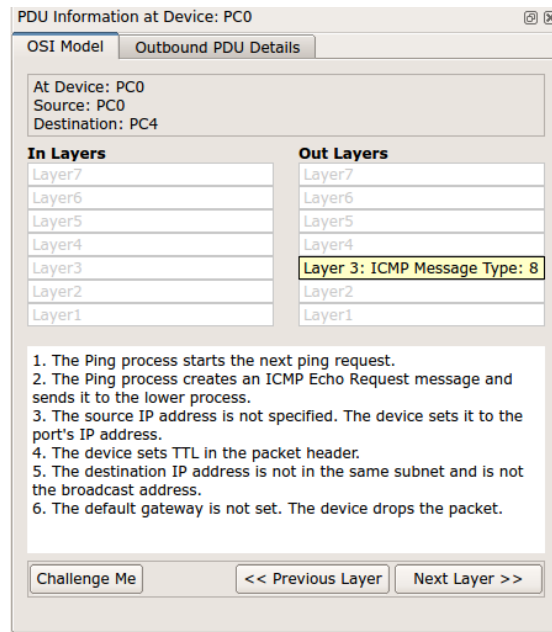 PDU Information at Device: PC0
OSI Model
Outbound PDU Details
At Device: PC0
Source: PC0
Destination: PC4
In Layers
Out Layers
Layer7
Layer7
Layer6
Layer6
Layer5
Layer5
Layer4
Layer4
Layer3
Layer 3: ICMP Message Type: 8
Layer2
Layer2
Layer1
Layer1
1. The Ping process starts the next ping request.
2. The Ping process creates an ICMP Echo Request message and
sends it to the lower process.
3. The source IP address is not specified. The device sets it to the
port's IP address.
4. The device sets TTL in the packet header.
5. The destination IP address is not in the same subnet and is not
the broadcast address.
6. The default gateway is not set. The device drops the packet.
Challenge Me
<< Previous Layer
Next Layer >>